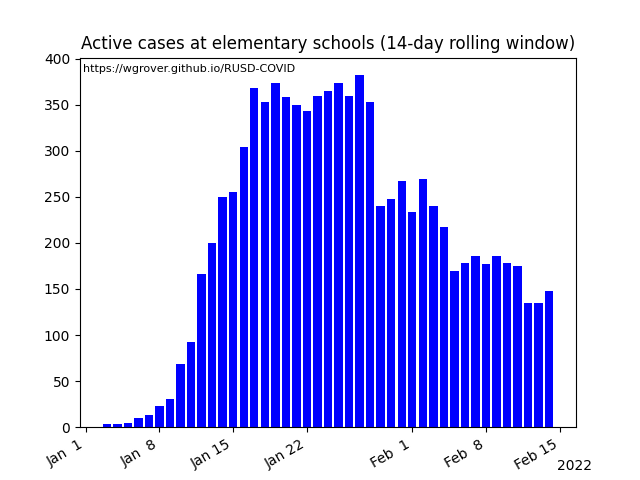 Active cases at elementary schools (14-day rolling window)
https://wgrover.github.io/RUSD-COVID
400
350
300
250
200
150
100
50
0
Jan 1
Jan 8
Jan 15
Jan 22
Feb 1
Feb 8
Feb 15
2022